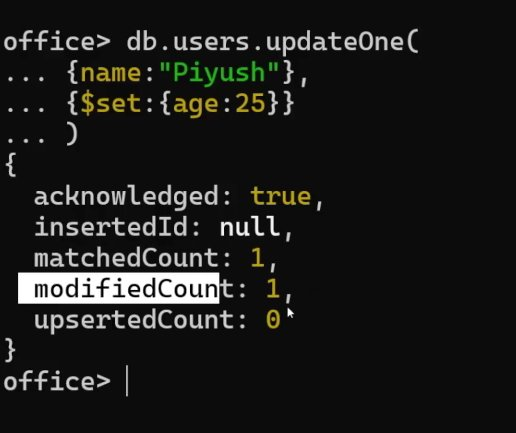 office> db.users.updateOne(
... {name:"Piyush"},
... {$set:{age:25}}
... )
{
  acknowledged: true,
  insertedId: null,
  matchedCount: 1,
  modifiedCount: 1,
  upsertedCount: 0
}
office>